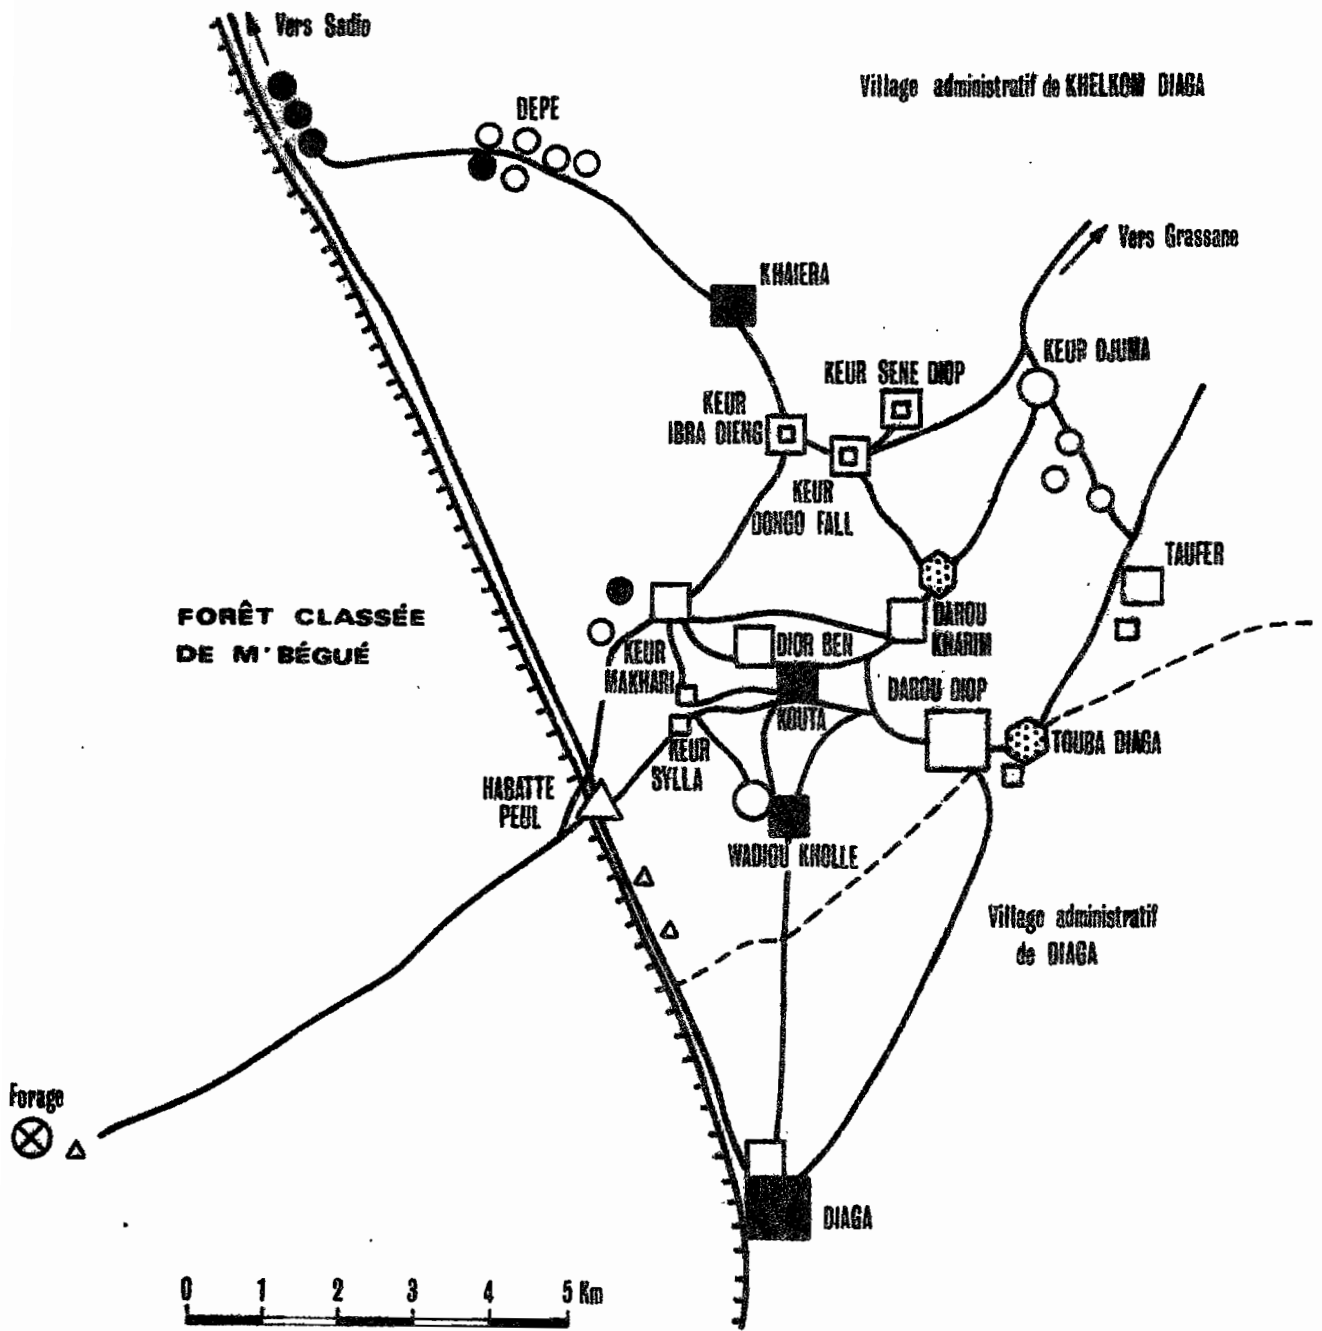 Vers Sadio
Village administratif de KHELKOM DIAGA
DEPE
Vers Grassane
KHAIERA
KEUR DJUMA
KEUR SENE DIOP
KEUR
IBRA DIENG
KEUR
DONGO FALL
TAUFER
FORÊT CLASSÉE
DE M'BÉGUÉ
DAROU
KHARIM
KEUR
MAKHARI
DIOR BEN
DAROU DIOP
KOUTA
TOUBA DIAGA
KEUR
SYLLA
HABATTE
PEUL
WADIOU KHOLLE
Village administratif
de DIAGA
Forage
DIAGA
0 1 2 3 4 5 Km